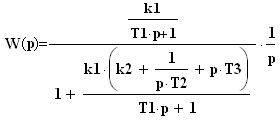 k1
T1·p+1
W(p)= · 1
p
1 + k1·(k2 + 1/(p·T2) + p·T3)
T1·p + 1